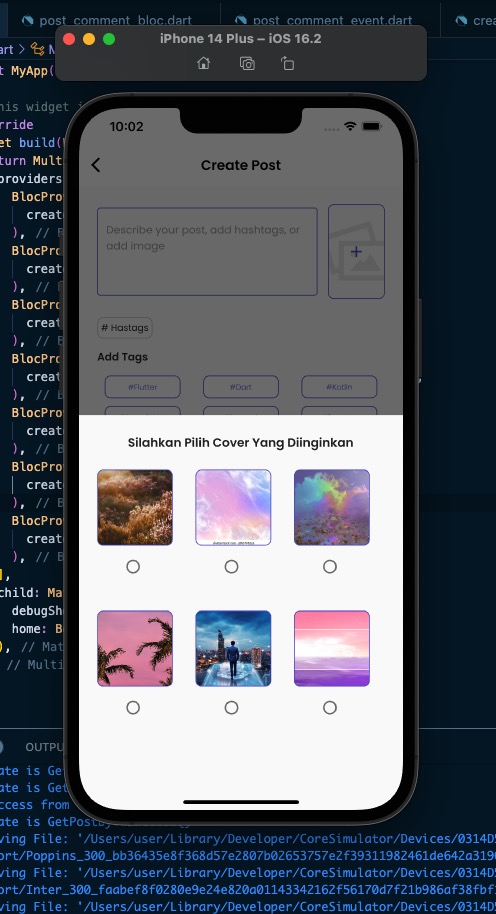 post_comment_bloc.dart
post_comment_event.dart
crea
art > M
iPhone 14 Plus – iOS 16.2
t MyApp(
his widget i
rride
et build(
turn Mult
providers
BlocPro
creat
), // B
BlocPro
creat
), // B
BlocPro
creat
), // B
BlocPro
creat
), // B
BlocPro
creat
), // B
BlocPro
creat
), // B
BlocPro
creat
), // B
],
child: Ma
debugSh
home: B
), // Mat
// Multi
10:02
Create Post
Describe your post, add hashtags, or
add image
# Hastags
Add Tags
#Flutter
#Dart
#Kotlin
Silahkan Pilih Cover Yang Diinginkan
OUTPU
ate is Get
ate is Get
ccess from
ate is GetPostBy
ving File: '/Users/user/Library/Developer/CoreSimulator/Devices/0314D5
ort/Poppins_300_bb36435e8f368d57e2807b02653757e2f39311982461de642a3190
ving File: '/Users/user/Library/Developer/CoreSimulator/Devices/0314D5
ort/Inter_300_faabef8f0280e9e24e820a01143342162f56170d7f21b986af38fbf
ving File: '/Users/user/Library/Developer/CoreSimulator/Devices/0314D5